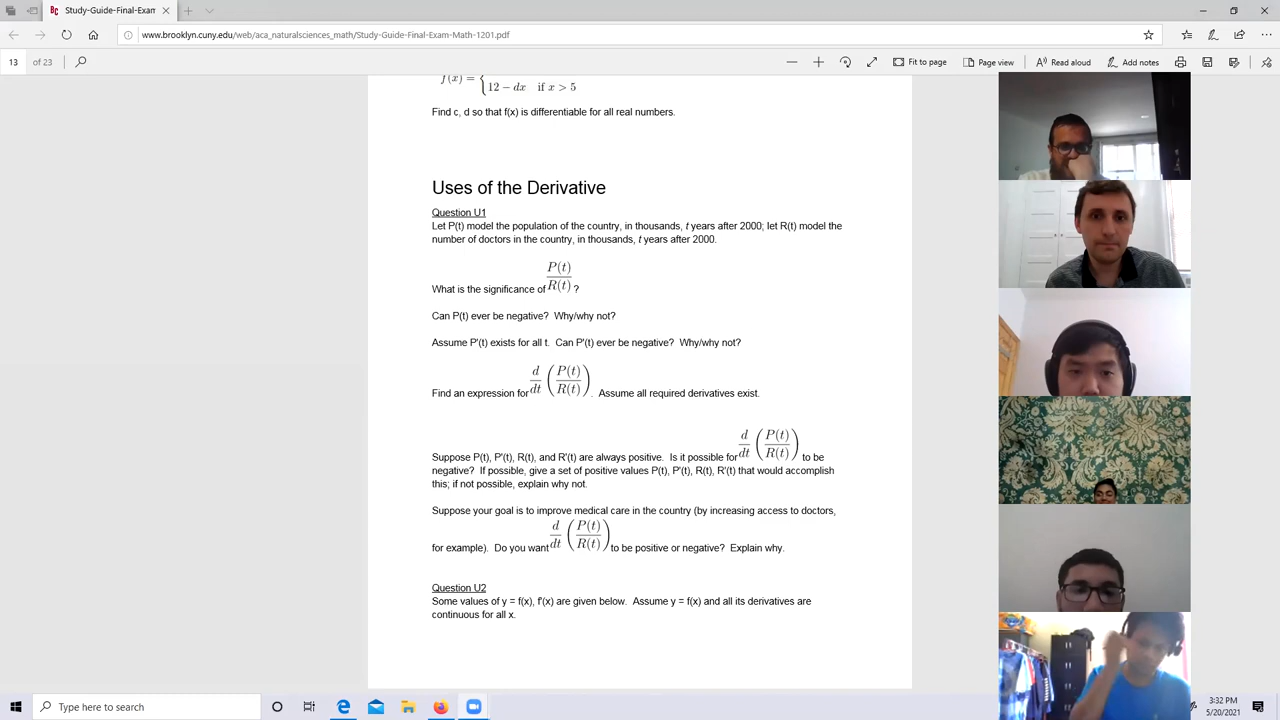 Study-Guide-Final-Exam
www.brooklyn.cuny.edu/web/aca_naturalsciences_math/Study-Guide-Final-Exam-Math-1201.pdf
13 of 23
Fit to page
Page view
Read aloud
Add notes
f(x) = {
12 − dx if x > 5
Find c, d so that f(x) is differentiable for all real numbers.
Uses of the Derivative
Question U1
Let P(t) model the population of the country, in thousands, t years after 2000; let R(t) model the
number of doctors in the country, in thousands, t years after 2000.
What is the significance of P(t)/R(t) ?
Can P(t) ever be negative? Why/why not?
Assume P'(t) exists for all t. Can P'(t) ever be negative? Why/why not?
Find an expression for d/dt (P(t)/R(t)). Assume all required derivatives exist.
Suppose P(t), P'(t), R(t), and R'(t) are always positive. Is it possible for d/dt (P(t)/R(t)) to be
negative? If possible, give a set of positive values P(t), P'(t), R(t), R'(t) that would accomplish
this; if not possible, explain why not.
Suppose your goal is to improve medical care in the country (by increasing access to doctors,
for example). Do you want d/dt (P(t)/R(t)) to be positive or negative? Explain why.
Question U2
Some values of y = f(x), f'(x) are given below. Assume y = f(x) and all its derivatives are
continuous for all x.
Type here to search
3:32 PM
5/20/2021